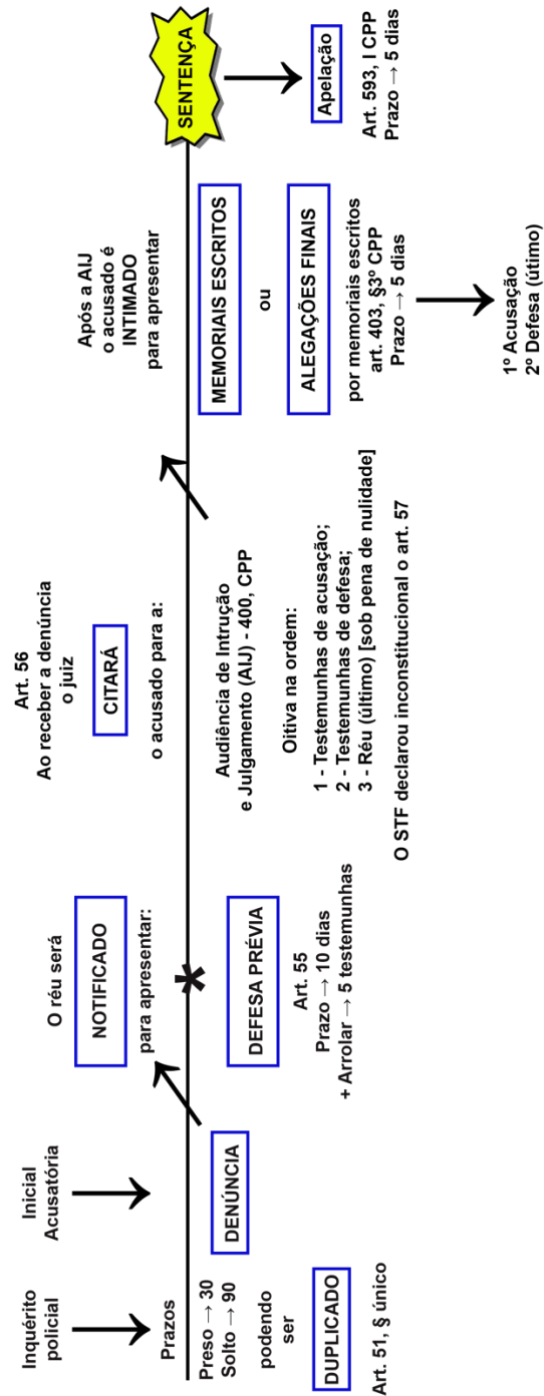 Inquérito
policial
Prazos
Preso → 30
Solto → 90
podendo
ser
DUPLICADO
Art. 51, § único
Inicial
Acusatória
DENÚNCIA
O réu será
NOTIFICADO
para apresentar:
*
DEFESA PRÉVIA
Art. 55
Prazo → 10 dias
+ Arrolar → 5 testemunhas
Art. 56
Ao receber a denúncia
o juiz
CITARÁ
o acusado para a:
Audiência de Intrução
e Julgamento (AIJ) - 400, CPP
Oitiva na ordem:
1 - Testemunhas de acusação;
2 - Testemunhas de defesa;
3 - Réu (último) [sob pena de nulidade]
O STF declarou inconstitucional o art. 57
Após a AIJ
o acusado é
INTIMADO
para apresentar
MEMORIAIS ESCRITOS
ou
ALEGAÇÕES FINAIS
por memoriais escritos
art. 403, §3º CPP
Prazo → 5 dias
1º Acusação
2º Defesa (útimo)
SENTENÇA
Apelação
Art. 593, I CPP
Prazo → 5 dias